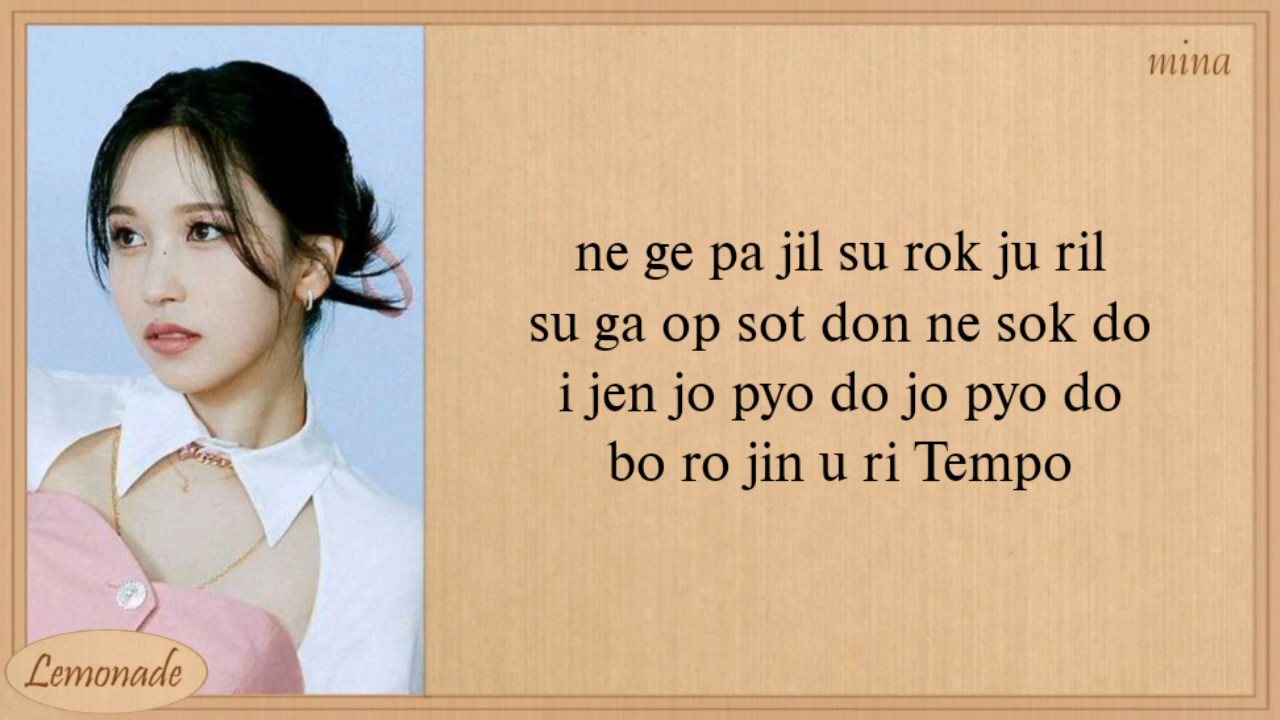 mina
ne ge pa jil su rok ju ril
su ga op sot don ne sok do
i jen jo pyo do jo pyo do
bo ro jin u ri Tempo
Lemonade